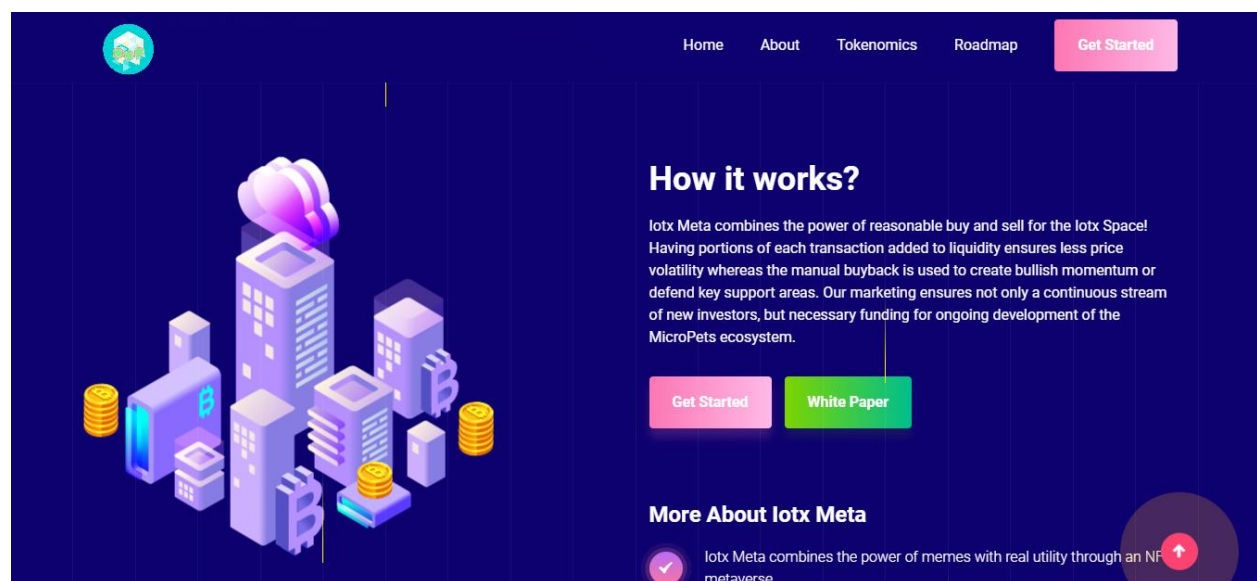 Home About Tokenomics Roadmap Get Started
How it works?
Iotx Meta combines the power of reasonable buy and sell for the Iotx Space!
Having portions of each transaction added to liquidity ensures less price
volatility whereas the manual buyback is used to create bullish momentum or
defend key support areas. Our marketing ensures not only a continuous stream
of new investors, but necessary funding for ongoing development of the
MicroPets ecosystem.
Get Started White Paper
More About Iotx Meta
Iotx Meta combines the power of memes with real utility through an
metaverse